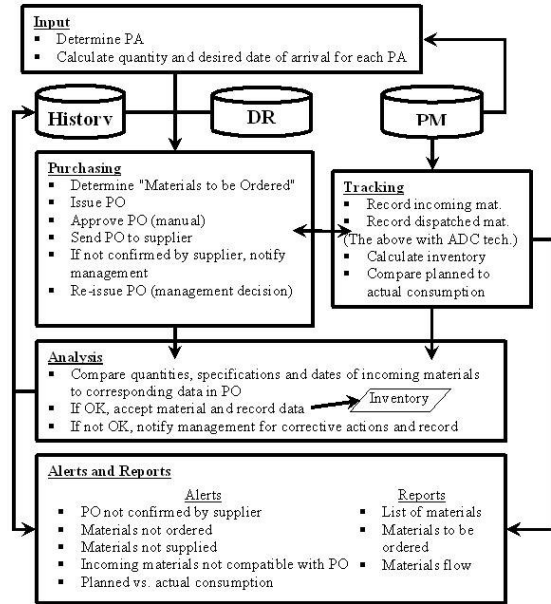 Input
▪ Determine PA
▪ Calculate quantity and desired date of arrival for each PA
History
DR
PM
Purchasing
▪ Determine "Materials to be Ordered"
▪ Issue PO
▪ Approve PO (manual)
▪ Send PO to supplier
▪ If not confirmed by supplier, notify
management
▪ Re-issue PO (management decision)
Tracking
▪ Record incoming mat.
▪ Record dispatched mat.
(The above with ADC tech.)
▪ Calculate inventory
▪ Compare planned to
actual consumption
Analysis
▪ Compare quantities, specifications and dates of incoming materials
to corresponding data in PO
▪ If OK, accept material and record data
Inventory
▪ If not OK, notify management for corrective actions and record
Alerts and Reports
Alerts
▪ PO not confirmed by supplier
▪ Materials not ordered
▪ Materials not supplied
▪ Incoming materials not compatible with PO
▪ Planned vs. actual consumption
Reports
▪ List of materials
▪ Materials to be
ordered
▪ Materials flow